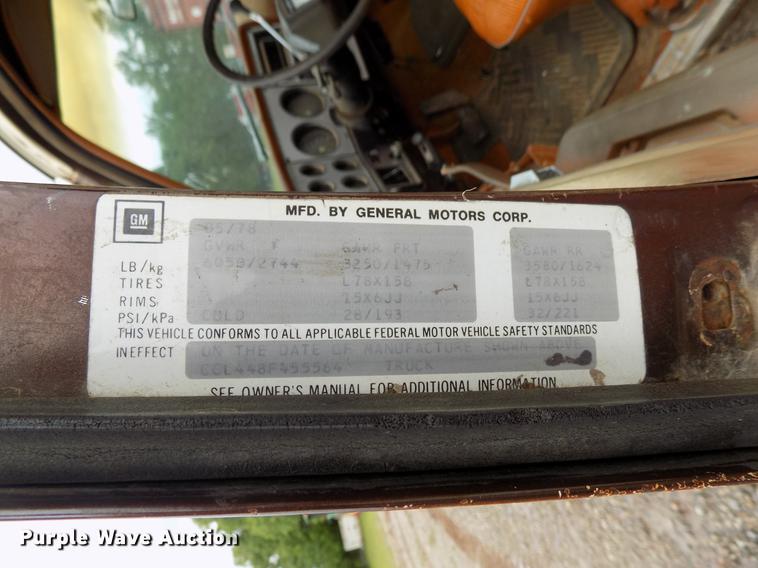 GM
MFD. BY GENERAL MOTORS CORP.
05/78
GVWR GAWR FRT GAWR RR
LB/kg 6050/2744 3250/1475 3580/1624
TIRES L78X15B L78X15B
RIMS 15X6JJ 15X6JJ
PSI/kPa COLD 28/193 32/221
THIS VEHICLE CONFORMS TO ALL APPLICABLE FEDERAL MOTOR VEHICLE SAFETY STANDARDS
IN EFFECT ON THE DATE OF MANUFACTURE SHOWN ABOVE
CCL448F455564 TRUCK
SEE OWNER'S MANUAL FOR ADDITIONAL INFORMATION
Purple Wave Auction